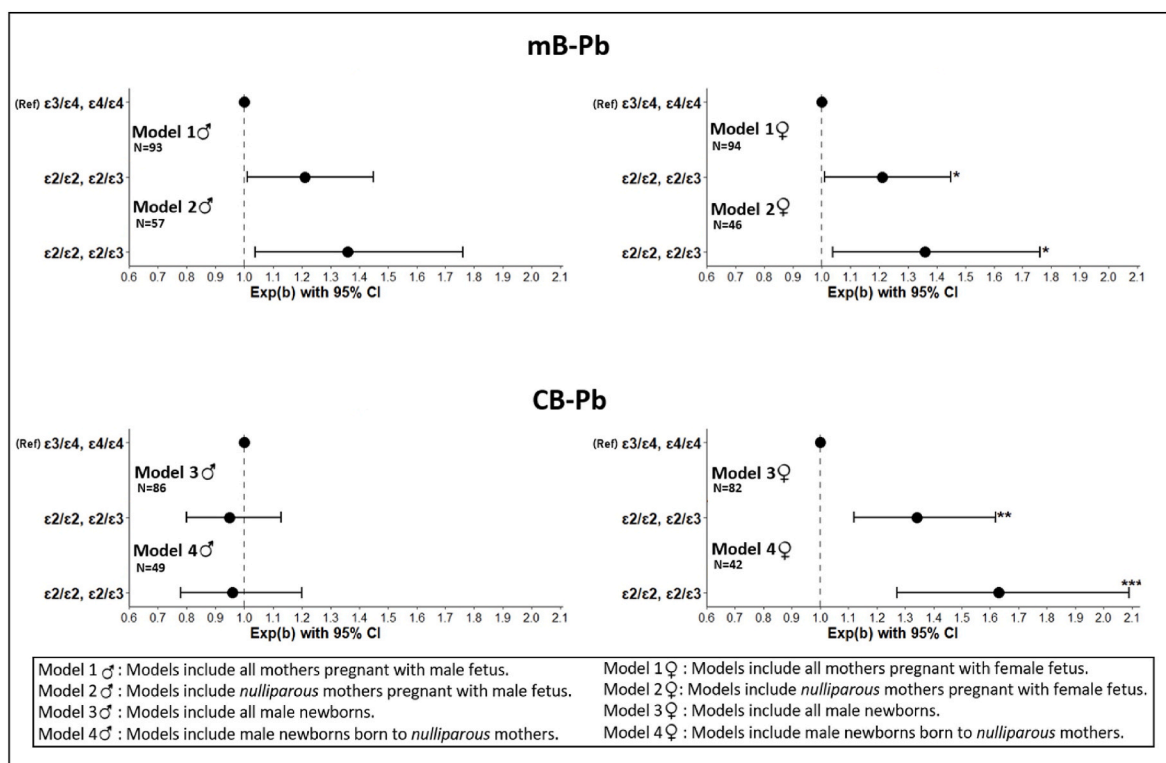 mB-Pb
(Ref) ε3/ε4, ε4/ε4
Model 1♂
N=93
ε2/ε2, ε2/ε3
Model 2♂
N=57
ε2/ε2, ε2/ε3
0.6 0.7 0.8 0.9 1.0 1.1 1.2 1.3 1.4 1.5 1.6 1.7 1.8 1.9 2.0 2.1
Exp(b) with 95% CI
(Ref) ε3/ε4, ε4/ε4
Model 1♀
N=94
ε2/ε2, ε2/ε3 *
Model 2♀
N=46
ε2/ε2, ε2/ε3 *
0.6 0.7 0.8 0.9 1.0 1.1 1.2 1.3 1.4 1.5 1.6 1.7 1.8 1.9 2.0 2.1
Exp(b) with 95% CI
CB-Pb
(Ref) ε3/ε4, ε4/ε4
Model 3♂
N=86
ε2/ε2, ε2/ε3
Model 4♂
N=49
ε2/ε2, ε2/ε3
0.6 0.7 0.8 0.9 1.0 1.1 1.2 1.3 1.4 1.5 1.6 1.7 1.8 1.9 2.0 2.1
Exp(b) with 95% CI
(Ref) ε3/ε4, ε4/ε4
Model 3♀
N=82
ε2/ε2, ε2/ε3 **
Model 4♀
N=42
ε2/ε2, ε2/ε3 ***
0.6 0.7 0.8 0.9 1.0 1.1 1.2 1.3 1.4 1.5 1.6 1.7 1.8 1.9 2.0 2.1
Exp(b) with 95% CI
Model 1 ♂ : Models include all mothers pregnant with male fetus.
Model 2♂ : Models include nulliparous mothers pregnant with male fetus.
Model 3♂ : Models include all male newborns.
Model 4♂ : Models include male newborns born to nulliparous mothers.
Model 1♀ : Models include all mothers pregnant with female fetus.
Model 2♀: Models include nulliparous mothers pregnant with female fetus.
Model 3♀ : Models include all male newborns.
Model 4♀ : Models include male newborns born to nulliparous mothers.